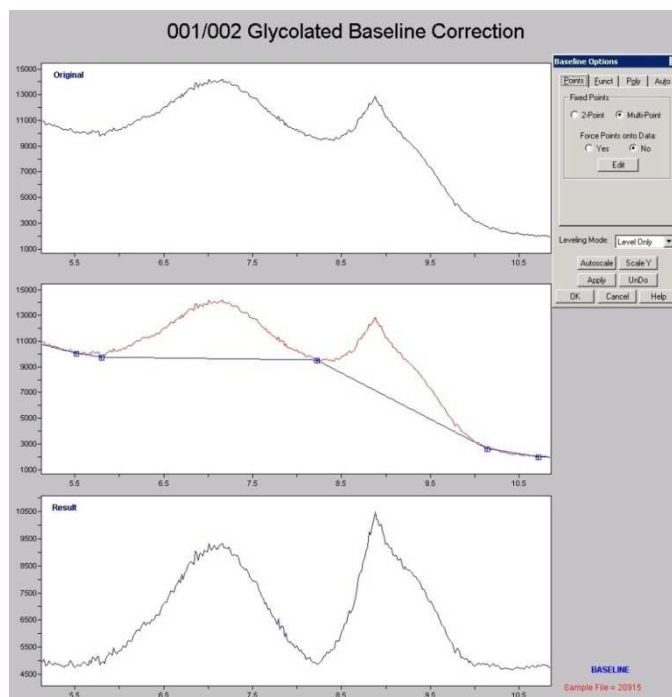 001/002 Glycolated Baseline Correction
Original
15000
13000
11000
9000
7000
5000
3000
1000
5.5 6.5 7.5 8.5 9.5 10.5
Baseline Options
Points Funct Poly Auto
Fixed Points
2-Point Multi-Point
Force Points onto Data:
Yes No
Edit
Leveling Mode: Level Only
Autoscale Scale Y
Apply UnDo
OK Cancel Help
15000
13000
11000
9000
7000
5000
3000
1000
5.5 6.5 7.5 8.5 9.5 10.5
Result
10500
9500
8500
7500
6500
5500
4500
5.5 6.5 7.5 8.5 9.5 10.5
BASELINE
Sample File = 20915